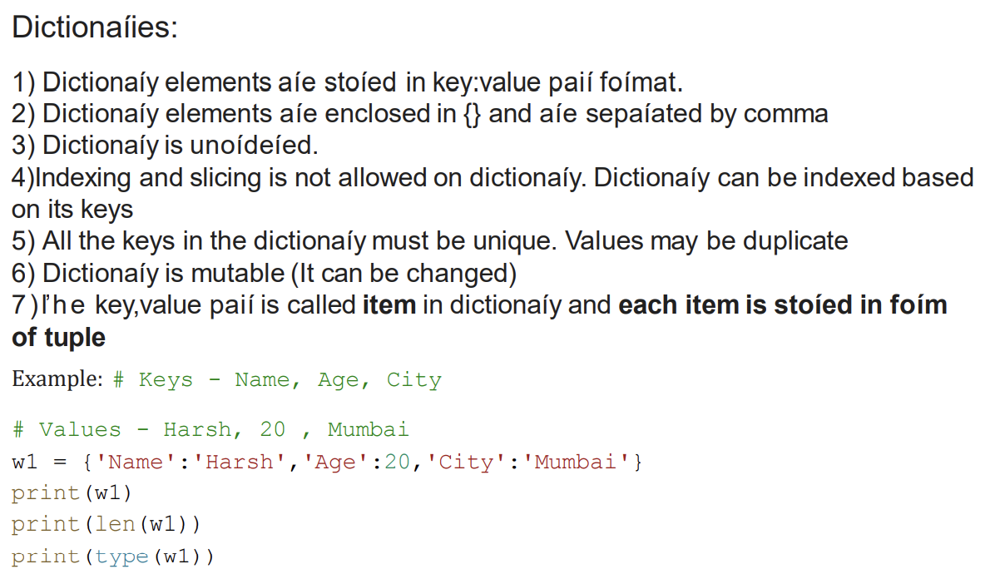 Dictionaíies:
1) Dictionaíy elements aíe stoíed in key:value paií foímat.
2) Dictionaíy elements aíe enclosed in {} and aíe sepaíated by comma
3) Dictionaíy is unoídeíed.
4)Indexing and slicing is not allowed on dictionaíy. Dictionaíy can be indexed based
on its keys
5) All the keys in the dictionaíy must be unique. Values may be duplicate
6) Dictionaíy is mutable (It can be changed)
7)ľhe key,value paií is called item in dictionaíy and each item is stoíed in foím
of tuple
Example: # Keys - Name, Age, City
# Values - Harsh, 20 , Mumbai
w1 = {'Name':'Harsh','Age':20,'City':'Mumbai'}
print(w1)
print(len(w1))
print(type(w1))